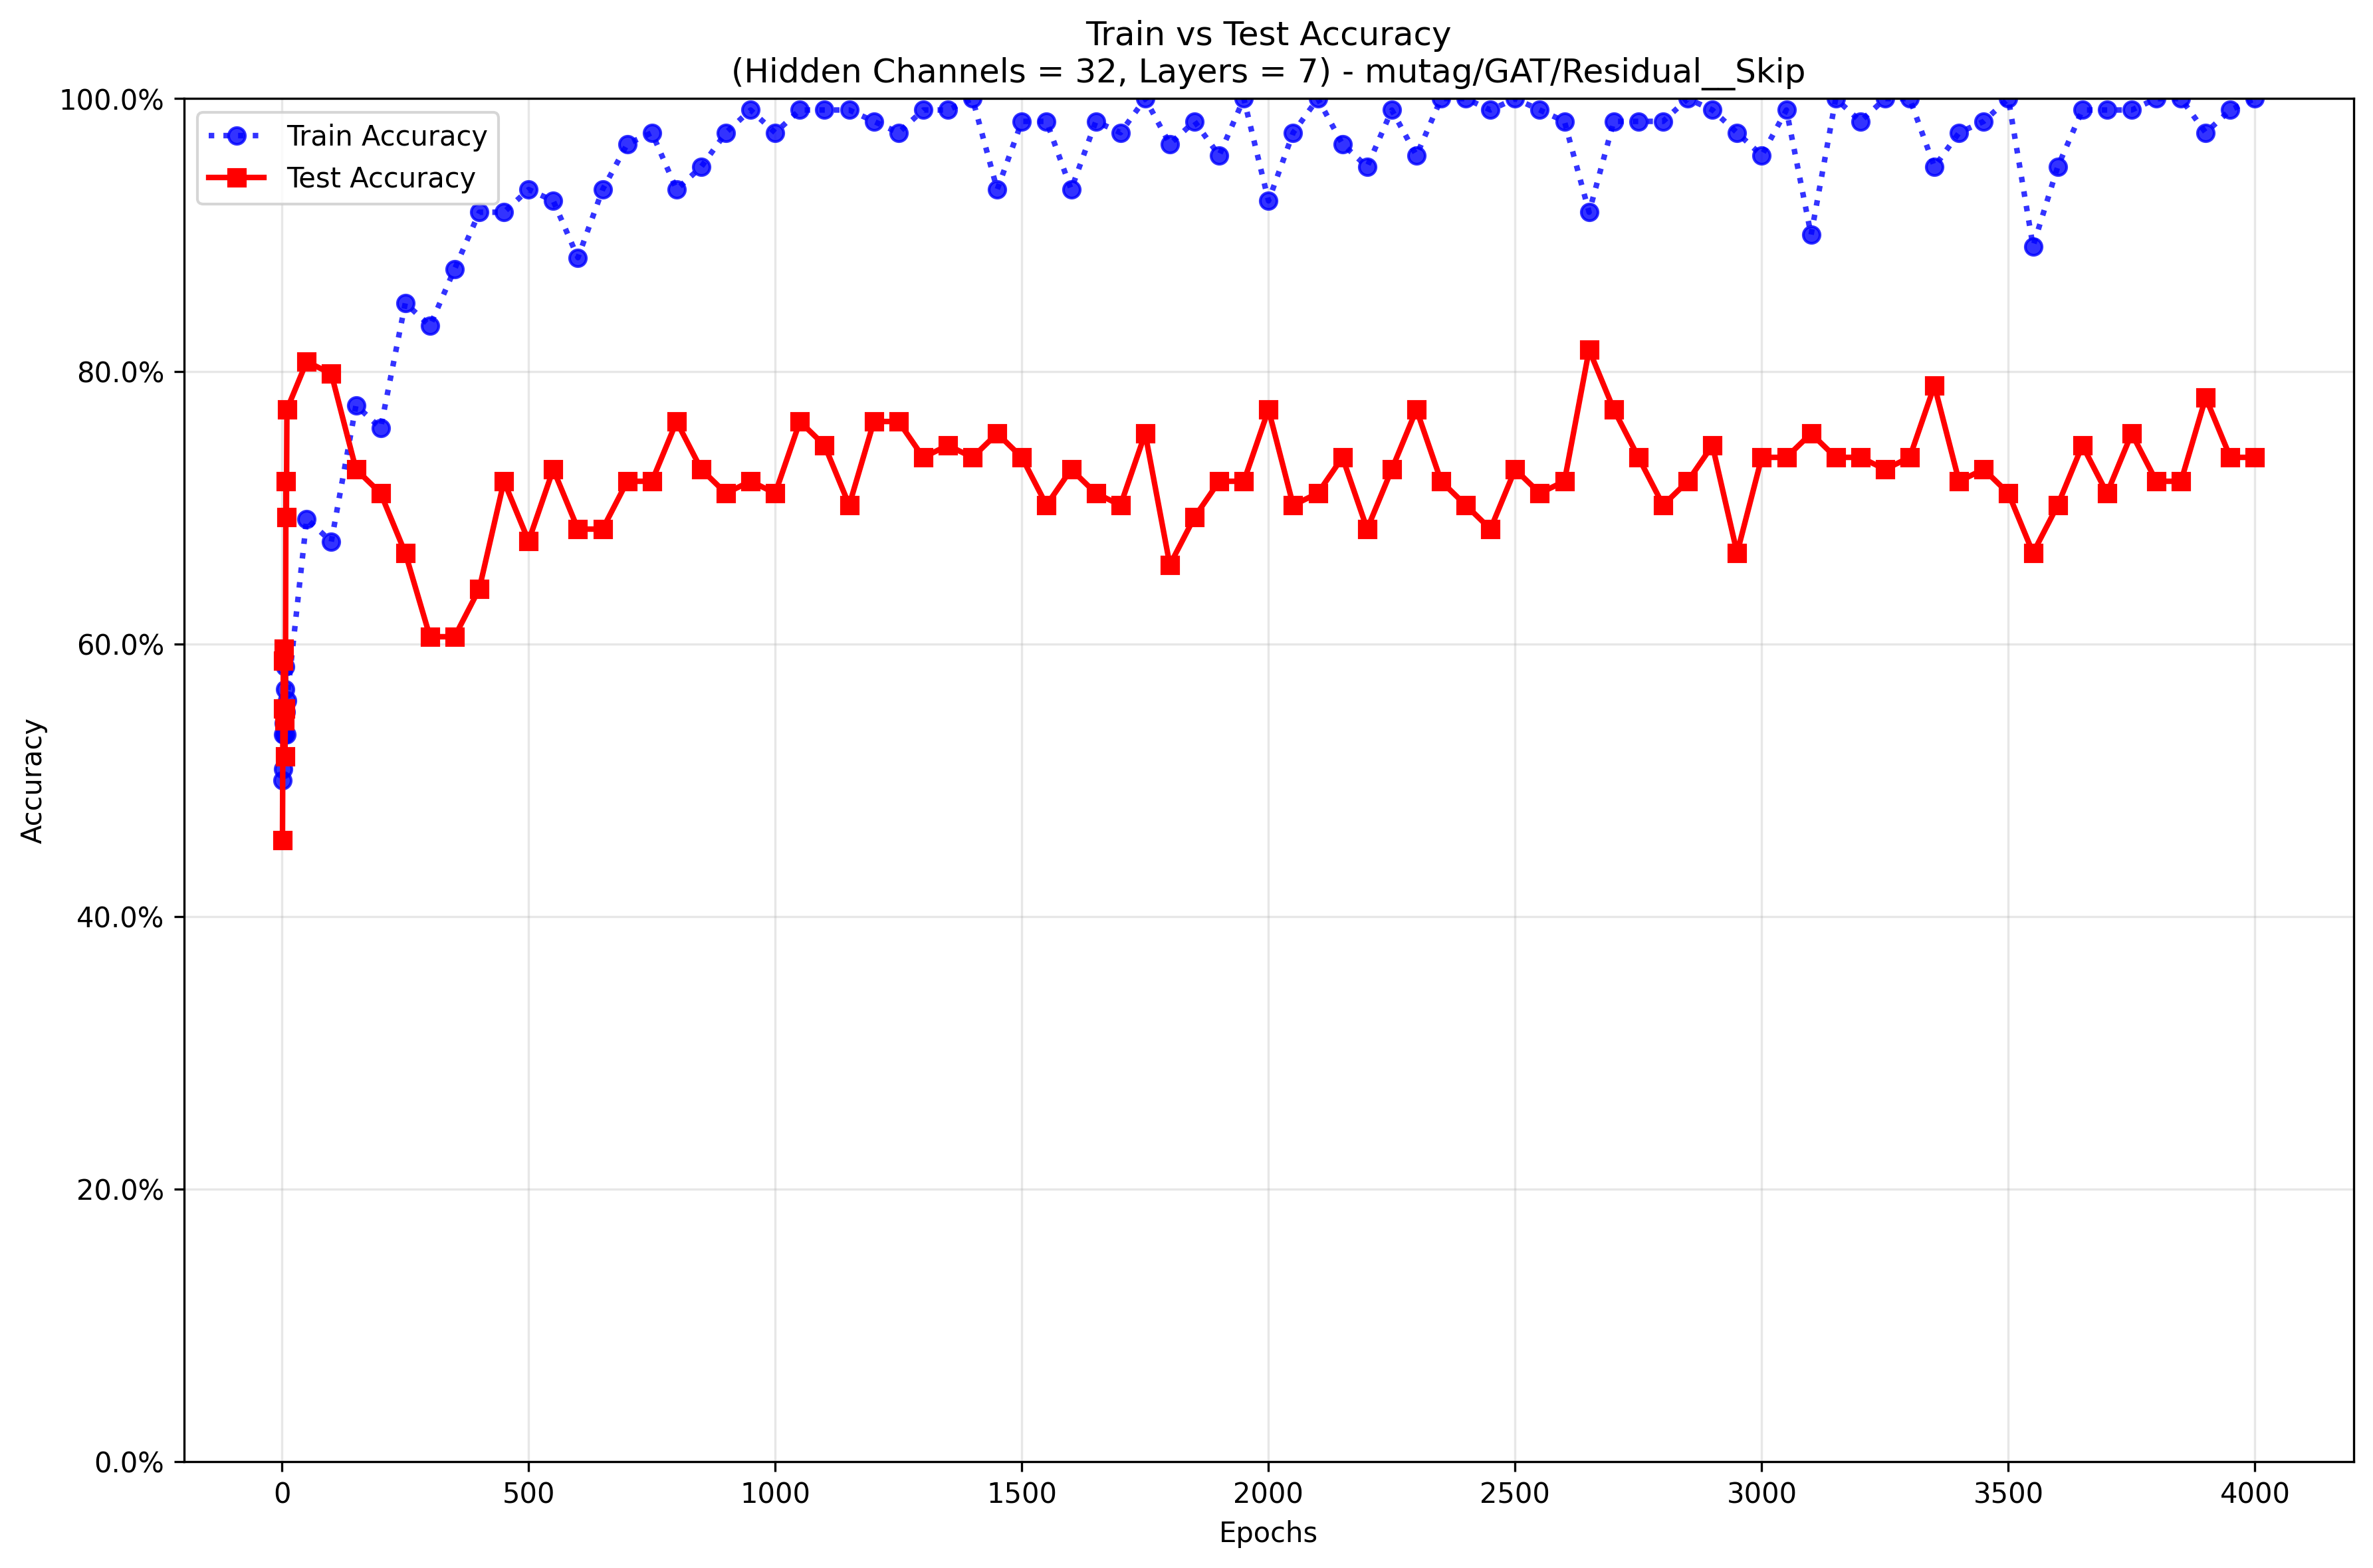 Train vs Test Accuracy
(Hidden Channels = 32, Layers = 7) - mutag/GAT/Residual__Skip
100.0%
80.0%
60.0%
40.0%
20.0%
0.0%
Accuracy
Train Accuracy
Test Accuracy
0 500 1000 1500 2000 2500 3000 3500 4000
Epochs